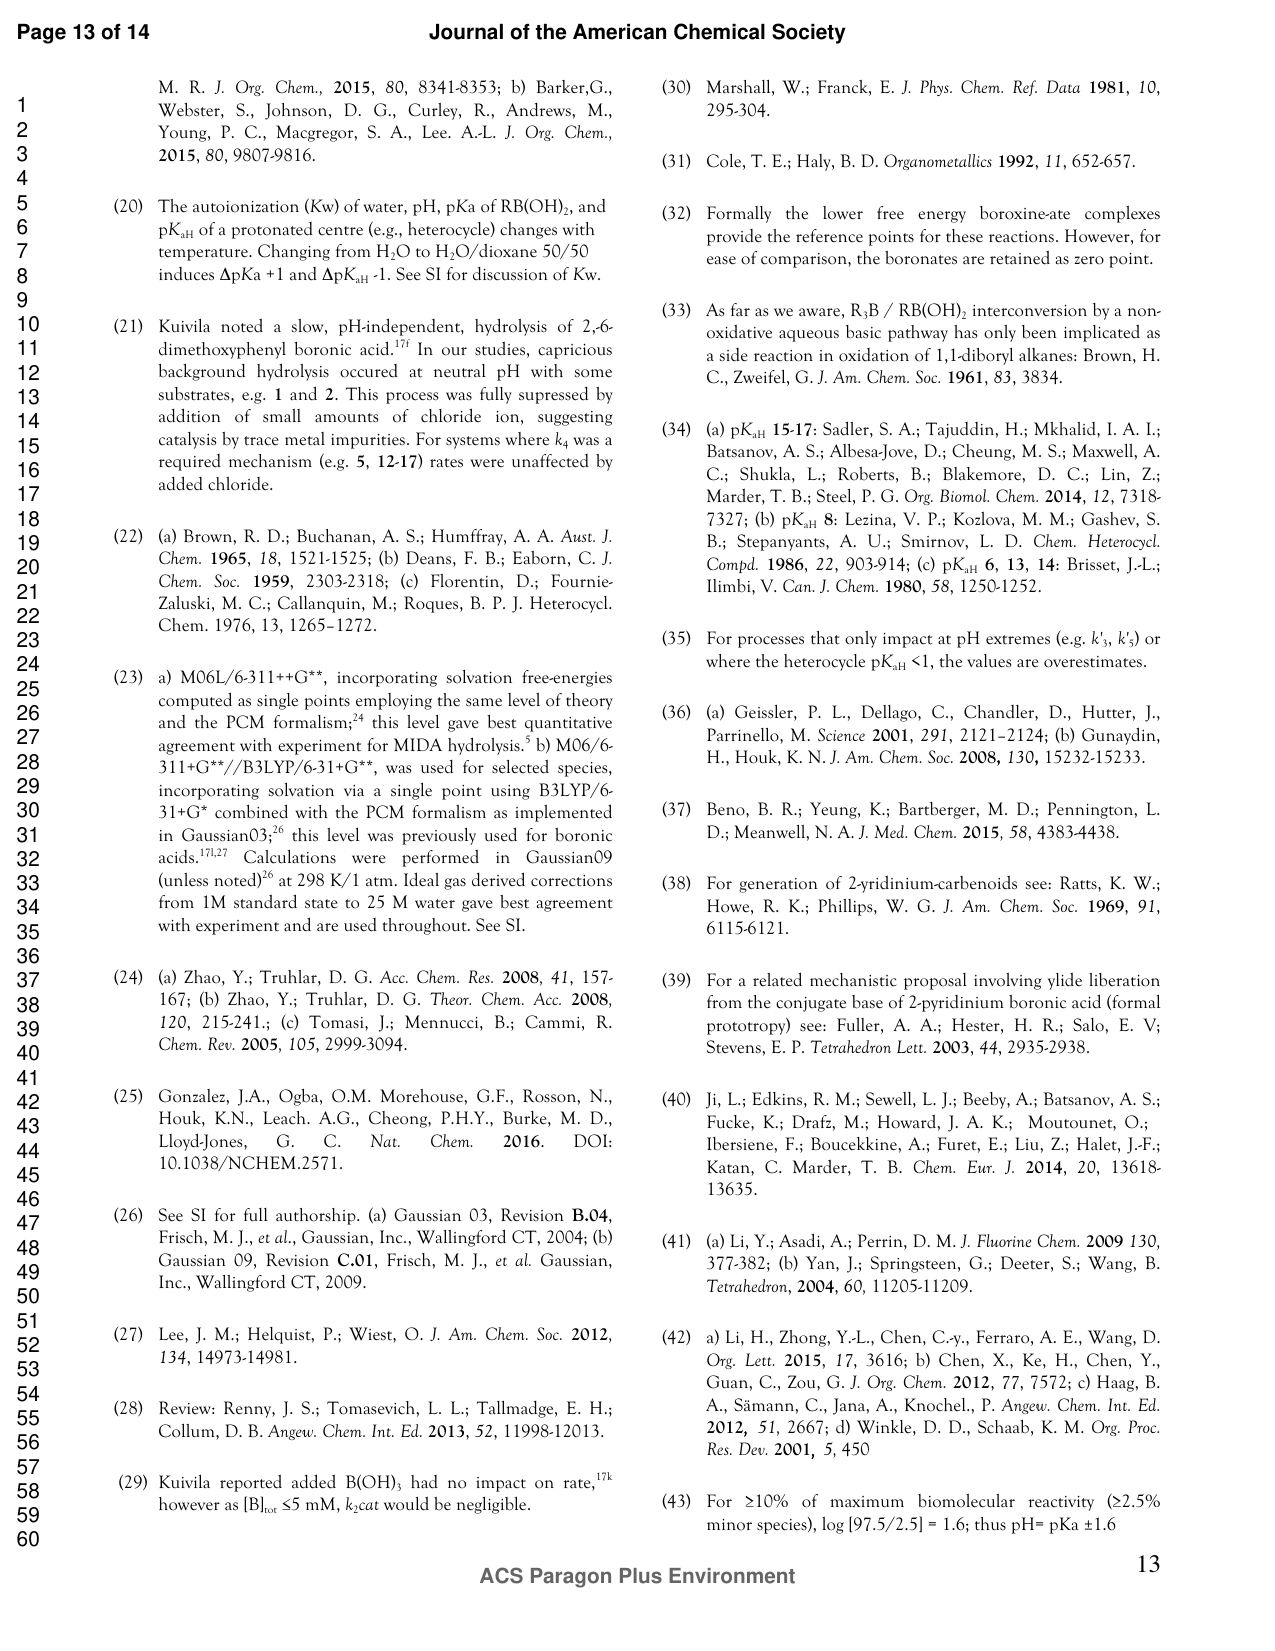 Page 13 of 14
Journal of the American Chemical Society
1
2
3
4
5
6
7
8
9
10
11
12
13
14
15
16
17
18
19
20
21
22
23
24
25
26
27
28
29
30
31
32
33
34
35
36
37
38
39
40
41
42
43
44
45
46
47
48
49
50
51
52
53
54
55
56
57
58
59
60
M. R. J. Org. Chem., 2015, 80, 8341-8353; b) Barker,G.,
Webster, S., Johnson, D. G., Curley, R., Andrews, M.,
Young, P. C., Macgregor, S. A., Lee. A.-L. J. Org. Chem.,
2015, 80, 9807-9816.
(20) The autoionization (Kw) of water, pH, pKa of RB(OH)₂, and
pKaH of a protonated centre (e.g., heterocycle) changes with
temperature. Changing from H₂O to H₂O/dioxane 50/50
induces ΔpKa +1 and ΔpKaH -1. See SI for discussion of Kw.
(21) Kuivila noted a slow, pH-independent, hydrolysis of 2,-6-
dimethoxyphenyl boronic acid.17f In our studies, capricious
background hydrolysis occured at neutral pH with some
substrates, e.g. 1 and 2. This process was fully supressed by
addition of small amounts of chloride ion, suggesting
catalysis by trace metal impurities. For systems where k₄ was a
required mechanism (e.g. 5, 12-17) rates were unaffected by
added chloride.
(22) (a) Brown, R. D.; Buchanan, A. S.; Humffray, A. A. Aust. J.
Chem. 1965, 18, 1521-1525; (b) Deans, F. B.; Eaborn, C. J.
Chem. Soc. 1959, 2303-2318; (c) Florentin, D.; Fournie-
Zaluski, M. C.; Callanquin, M.; Roques, B. P. J. Heterocycl.
Chem. 1976, 13, 1265–1272.
(23) a) M06L/6-311++G**, incorporating solvation free-energies
computed as single points employing the same level of theory
and the PCM formalism;24 this level gave best quantitative
agreement with experiment for MIDA hydrolysis.5 b) M06/6-
311+G**//B3LYP/6-31+G**, was used for selected species,
incorporating solvation via a single point using B3LYP/6-
31+G* combined with the PCM formalism as implemented
in Gaussian03;26 this level was previously used for boronic
acids.17l,27 Calculations were performed in Gaussian09
(unless noted)26 at 298 K/1 atm. Ideal gas derived corrections
from 1M standard state to 25 M water gave best agreement
with experiment and are used throughout. See SI.
(24) (a) Zhao, Y.; Truhlar, D. G. Acc. Chem. Res. 2008, 41, 157-
167; (b) Zhao, Y.; Truhlar, D. G. Theor. Chem. Acc. 2008,
120, 215-241.; (c) Tomasi, J.; Mennucci, B.; Cammi, R.
Chem. Rev. 2005, 105, 2999-3094.
(25) Gonzalez, J.A., Ogba, O.M. Morehouse, G.F., Rosson, N.,
Houk, K.N., Leach. A.G., Cheong, P.H.Y., Burke, M. D.,
Lloyd-Jones, G. C. Nat. Chem. 2016. DOI:
10.1038/NCHEM.2571.
(26) See SI for full authorship. (a) Gaussian 03, Revision B.04,
Frisch, M. J., et al., Gaussian, Inc., Wallingford CT, 2004; (b)
Gaussian 09, Revision C.01, Frisch, M. J., et al. Gaussian,
Inc., Wallingford CT, 2009.
(27) Lee, J. M.; Helquist, P.; Wiest, O. J. Am. Chem. Soc. 2012,
134, 14973-14981.
(28) Review: Renny, J. S.; Tomasevich, L. L.; Tallmadge, E. H.;
Collum, D. B. Angew. Chem. Int. Ed. 2013, 52, 11998-12013.
(29) Kuivila reported added B(OH)₃ had no impact on rate,17k
however as [B]tot ≤5 mM, k₂cat would be negligible.
(30) Marshall, W.; Franck, E. J. Phys. Chem. Ref. Data 1981, 10,
295-304.
(31) Cole, T. E.; Haly, B. D. Organometallics 1992, 11, 652-657.
(32) Formally the lower free energy boroxine-ate complexes
provide the reference points for these reactions. However, for
ease of comparison, the boronates are retained as zero point.
(33) As far as we aware, R₃B / RB(OH)₂ interconversion by a non-
oxidative aqueous basic pathway has only been implicated as
a side reaction in oxidation of 1,1-diboryl alkanes: Brown, H.
C., Zweifel, G. J. Am. Chem. Soc. 1961, 83, 3834.
(34) (a) pKaH 15-17: Sadler, S. A.; Tajuddin, H.; Mkhalid, I. A. I.;
Batsanov, A. S.; Albesa-Jove, D.; Cheung, M. S.; Maxwell, A.
C.; Shukla, L.; Roberts, B.; Blakemore, D. C.; Lin, Z.;
Marder, T. B.; Steel, P. G. Org. Biomol. Chem. 2014, 12, 7318-
7327; (b) pKaH 8: Lezina, V. P.; Kozlova, M. M.; Gashev, S.
B.; Stepanyants, A. U.; Smirnov, L. D. Chem. Heterocycl.
Compd. 1986, 22, 903-914; (c) pKaH 6, 13, 14: Brisset, J.-L.;
Ilimbi, V. Can. J. Chem. 1980, 58, 1250-1252.
(35) For processes that only impact at pH extremes (e.g. k'₃, k'₅) or
where the heterocycle pKaH <1, the values are overestimates.
(36) (a) Geissler, P. L., Dellago, C., Chandler, D., Hutter, J.,
Parrinello, M. Science 2001, 291, 2121–2124; (b) Gunaydin,
H., Houk, K. N. J. Am. Chem. Soc. 2008, 130, 15232-15233.
(37) Beno, B. R.; Yeung, K.; Bartberger, M. D.; Pennington, L.
D.; Meanwell, N. A. J. Med. Chem. 2015, 58, 4383-4438.
(38) For generation of 2-yridinium-carbenoids see: Ratts, K. W.;
Howe, R. K.; Phillips, W. G. J. Am. Chem. Soc. 1969, 91,
6115-6121.
(39) For a related mechanistic proposal involving ylide liberation
from the conjugate base of 2-pyridinium boronic acid (formal
prototropy) see: Fuller, A. A.; Hester, H. R.; Salo, E. V;
Stevens, E. P. Tetrahedron Lett. 2003, 44, 2935-2938.
(40) Ji, L.; Edkins, R. M.; Sewell, L. J.; Beeby, A.; Batsanov, A. S.;
Fucke, K.; Drafz, M.; Howard, J. A. K.; Moutounet, O.;
Ibersiene, F.; Boucekkine, A.; Furet, E.; Liu, Z.; Halet, J.-F.;
Katan, C. Marder, T. B. Chem. Eur. J. 2014, 20, 13618-
13635.
(41) (a) Li, Y.; Asadi, A.; Perrin, D. M. J. Fluorine Chem. 2009 130,
377-382; (b) Yan, J.; Springsteen, G.; Deeter, S.; Wang, B.
Tetrahedron, 2004, 60, 11205-11209.
(42) a) Li, H., Zhong, Y.-L., Chen, C.-y., Ferraro, A. E., Wang, D.
Org. Lett. 2015, 17, 3616; b) Chen, X., Ke, H., Chen, Y.,
Guan, C., Zou, G. J. Org. Chem. 2012, 77, 7572; c) Haag, B.
A., Sämann, C., Jana, A., Knochel., P. Angew. Chem. Int. Ed.
2012, 51, 2667; d) Winkle, D. D., Schaab, K. M. Org. Proc.
Res. Dev. 2001, 5, 450
(43) For ≥10% of maximum biomolecular reactivity (≥2.5%
minor species), log [97.5/2.5] = 1.6; thus pH= pKa ±1.6
13
ACS Paragon Plus Environment